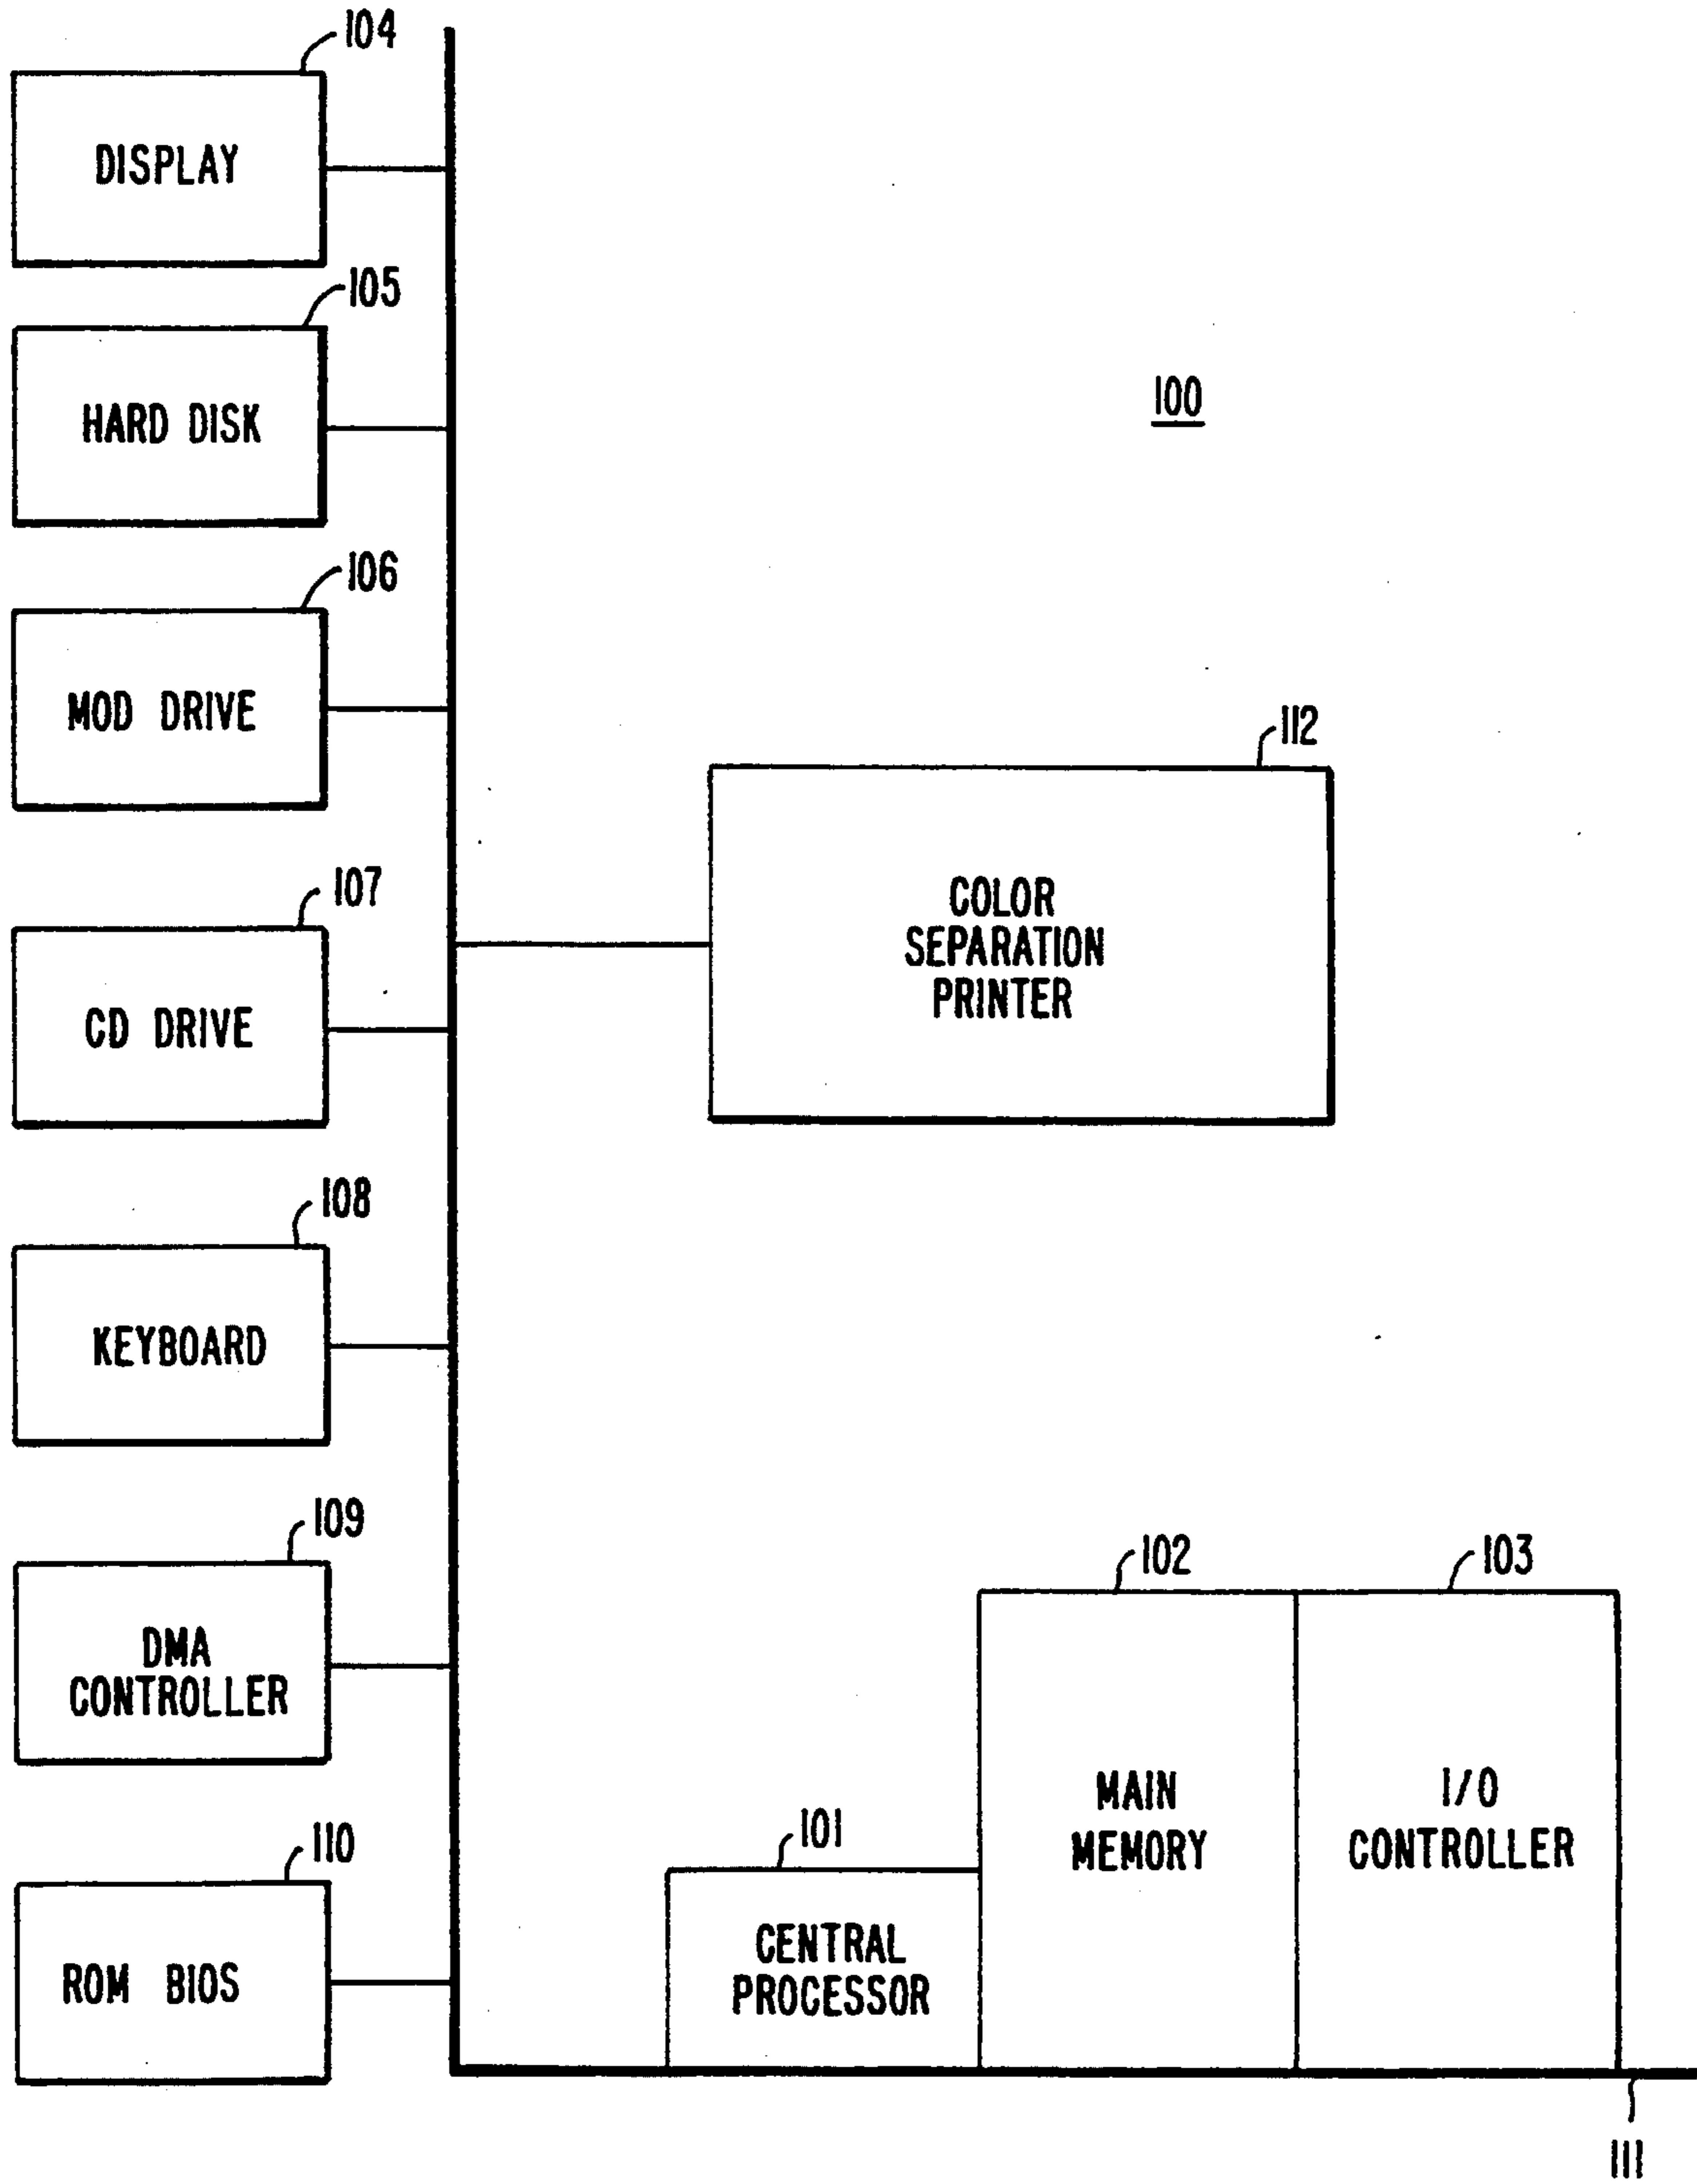 104
DISPLAY
105
HARD DISK
106
MOD DRIVE
107
CD DRIVE
108
KEYBOARD
109
DMA
CONTROLLER
110
ROM BIOS
100
112
COLOR
SEPARATION
PRINTER
101
CENTRAL
PROCESSOR
102
MAIN
MEMORY
103
I/O
CONTROLLER
111